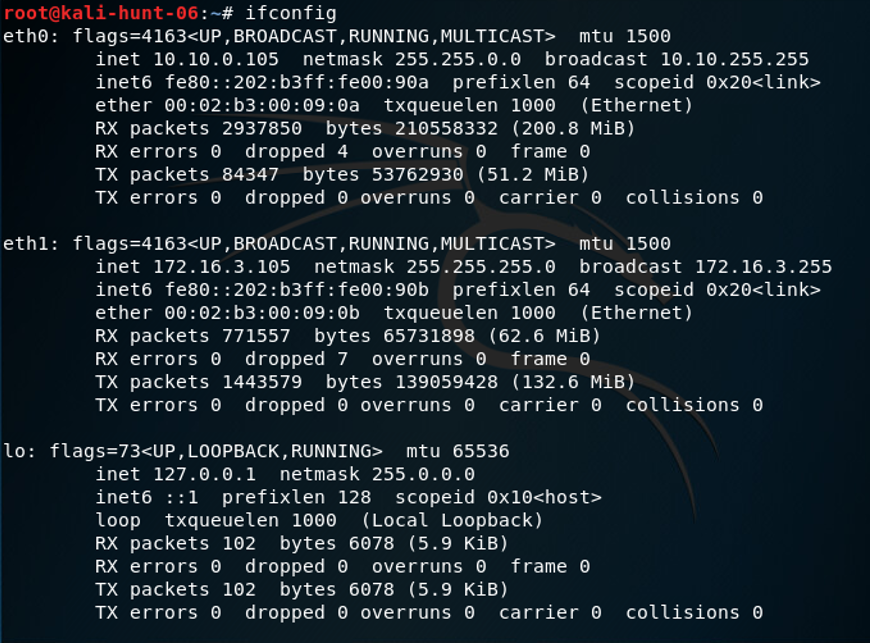 root@kali-hunt-06:~# ifconfig
eth0: flags=4163<UP,BROADCAST,RUNNING,MULTICAST>  mtu 1500
        inet 10.10.0.105  netmask 255.255.0.0  broadcast 10.10.255.255
        inet6 fe80::202:b3ff:fe00:90a  prefixlen 64  scopeid 0x20<link>
        ether 00:02:b3:00:09:0a  txqueuelen 1000  (Ethernet)
        RX packets 2937850  bytes 210558332 (200.8 MiB)
        RX errors 0  dropped 4  overruns 0  frame 0
        TX packets 84347  bytes 53762930 (51.2 MiB)
        TX errors 0  dropped 0 overruns 0  carrier 0  collisions 0

eth1: flags=4163<UP,BROADCAST,RUNNING,MULTICAST>  mtu 1500
        inet 172.16.3.105  netmask 255.255.255.0  broadcast 172.16.3.255
        inet6 fe80::202:b3ff:fe00:90b  prefixlen 64  scopeid 0x20<link>
        ether 00:02:b3:00:09:0b  txqueuelen 1000  (Ethernet)
        RX packets 771557  bytes 65731898 (62.6 MiB)
        RX errors 0  dropped 7  overruns 0  frame 0
        TX packets 1443579  bytes 139059428 (132.6 MiB)
        TX errors 0  dropped 0 overruns 0  carrier 0  collisions 0

lo: flags=73<UP,LOOPBACK,RUNNING>  mtu 65536
        inet 127.0.0.1  netmask 255.0.0.0
        inet6 ::1  prefixlen 128  scopeid 0x10<host>
        loop  txqueuelen 1000  (Local Loopback)
        RX packets 102  bytes 6078 (5.9 KiB)
        RX errors 0  dropped 0  overruns 0  frame 0
        TX packets 102  bytes 6078 (5.9 KiB)
        TX errors 0  dropped 0 overruns 0  carrier 0  collisions 0